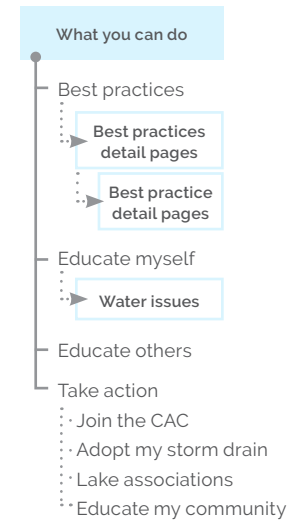 What you can do
Best practices
Best practices
detail pages
Best practice
detail pages
Educate myself
Water issues
Educate others
Take action
Join the CAC
Adopt my storm drain
Lake associations
Educate my community